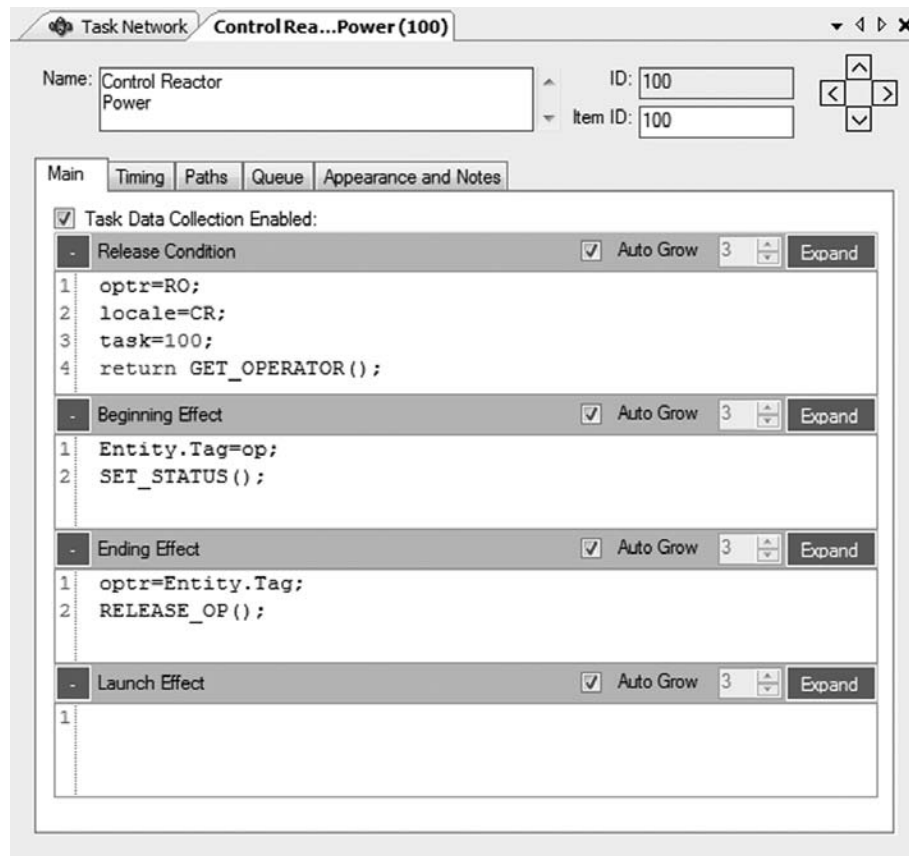 Task Network Control Rea...Power (100)
Name: Control Reactor ID: 100
Power
Item ID: 100
Main Timing Paths Queue Appearance and Notes
Task Data Collection Enabled:
- Release Condition Auto Grow 3 Expand
1 optr=RO;
2 locale=CR;
3 task=100;
4 return GET_OPERATOR();
- Beginning Effect Auto Grow 3 Expand
1 Entity.Tag=op;
2 SET_STATUS();
- Ending Effect Auto Grow 3 Expand
1 optr=Entity.Tag;
2 RELEASE_OP();
- Launch Effect Auto Grow 3 Expand
1